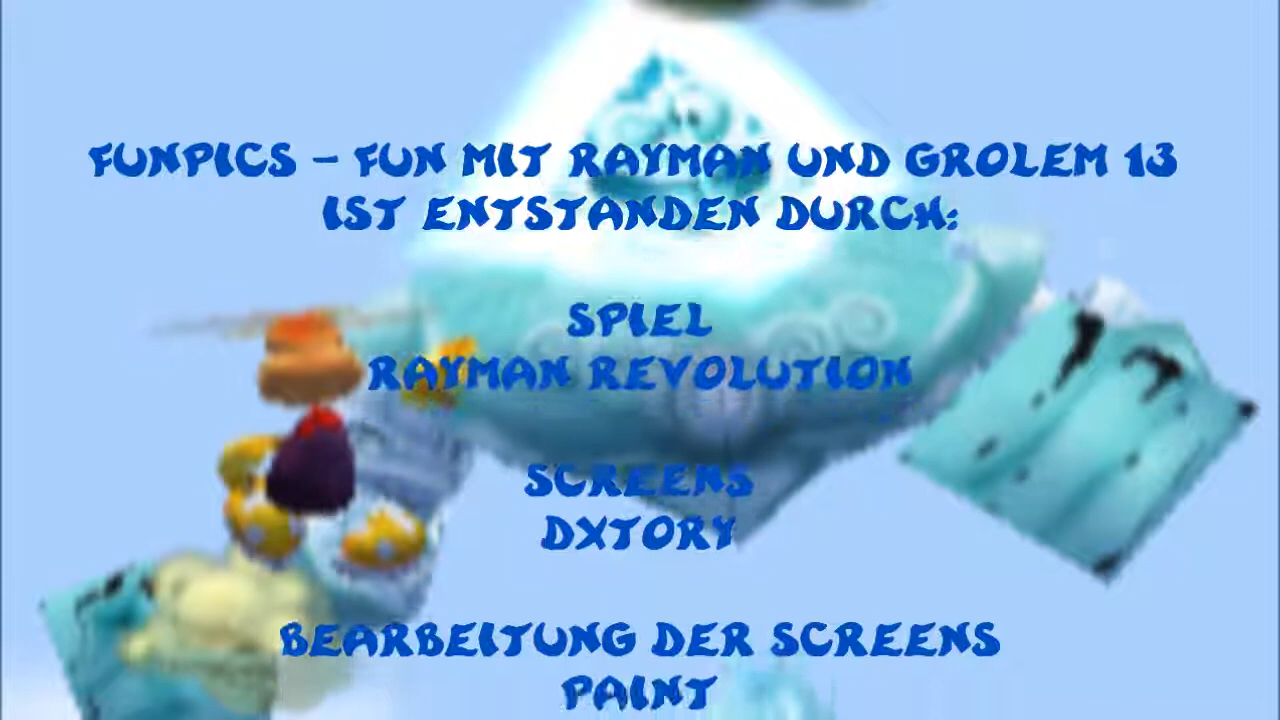 FUNPICS - FUN MIT RAYMAN UND GROLEM 13
IST ENTSTANDEN DURCH:
SPIEL
RAYMAN REVOLUTION
SCREENS
DXTORY
BEARBEITUNG DER SCREENS
PAINT